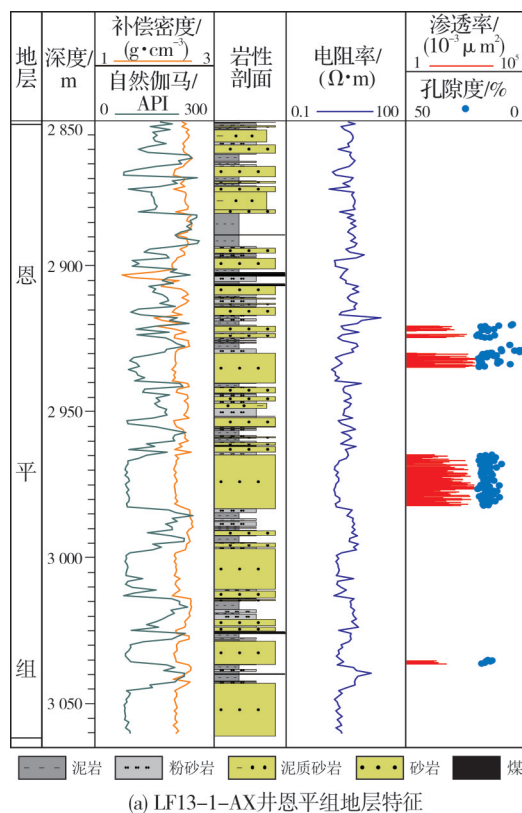 地层
深度/
m
补偿密度/
(g·cm⁻³)
1 3
自然伽马/
API
0 300
岩性
剖面
电阻率/
(Ω·m)
0.1 100
渗透率/
(10⁻³ μm²)
1 10⁵
孔隙度/%
50 0
恩
平
组
2 850
2 900
2 950
3 000
3 050
泥岩 粉砂岩 泥质砂岩 砂岩 煤
(a) LF13-1-AX井恩平组地层特征